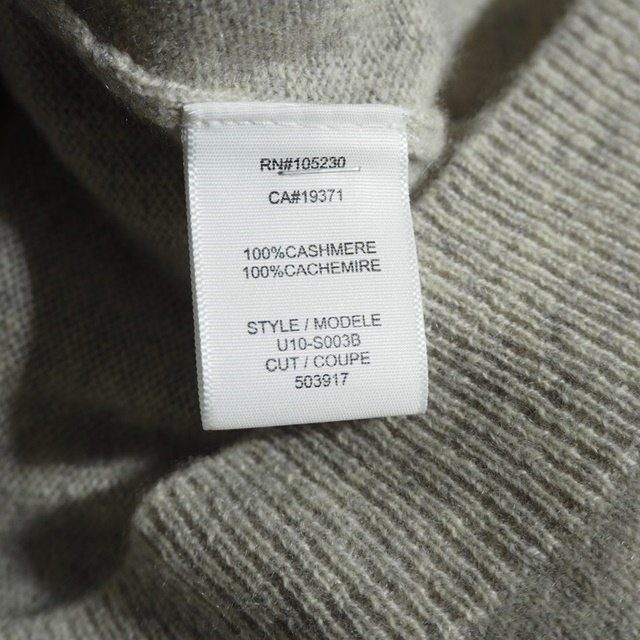 RN#105230
CA#19371
100%CASHMERE
100%CACHEMIRE
STYLE / MODELE
U10-S003B
CUT / COUPE
503917